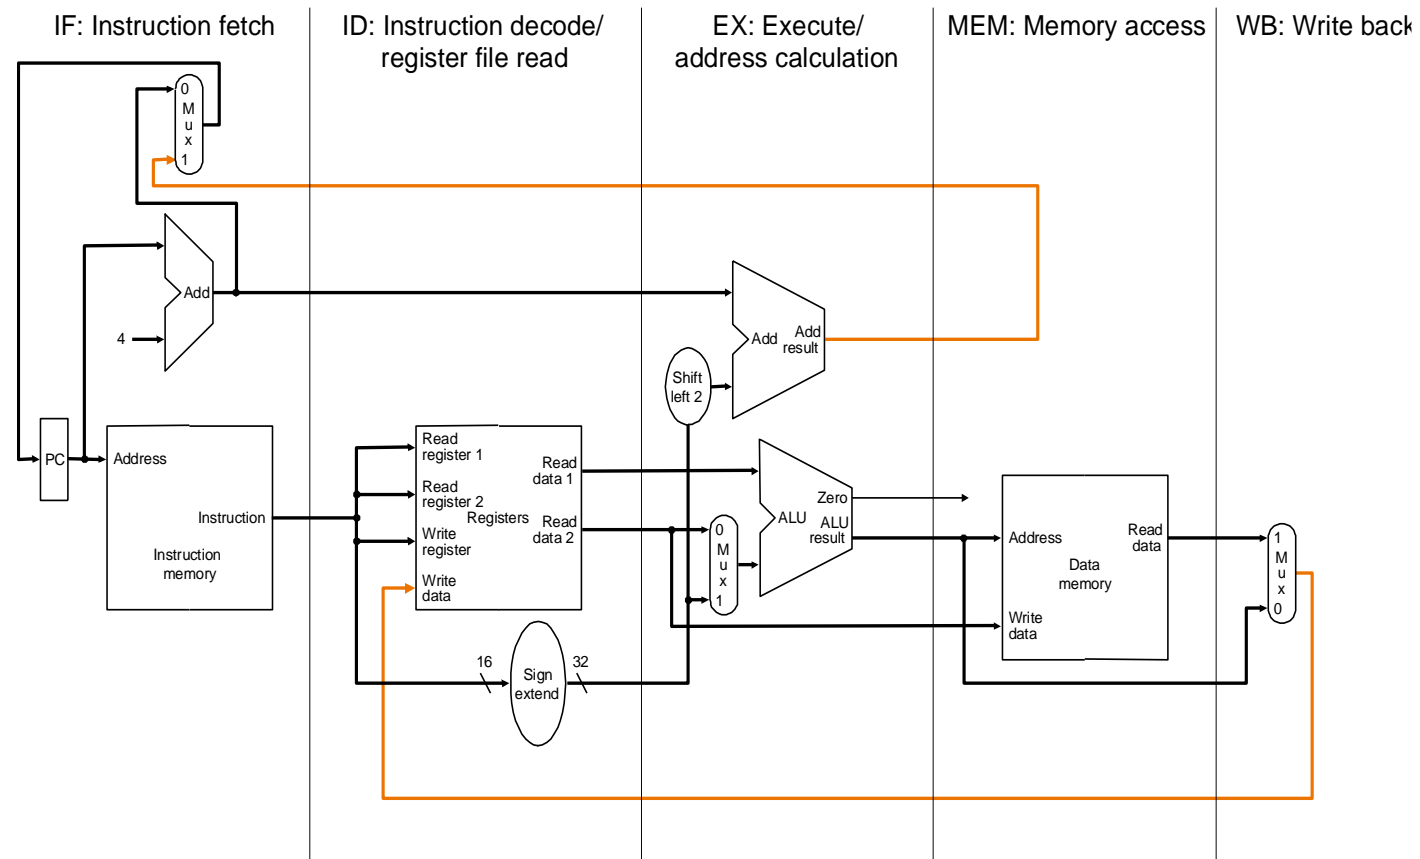 IF: Instruction fetch
ID: Instruction decode/
register file read
EX: Execute/
address calculation
MEM: Memory access
WB: Write back
0
M
u
x
1
Add
4
PC
Address
Instruction
Instruction
memory
Read
register 1
Read
register 2
Write
register
Write
data
Registers
Read
data 1
Read
data 2
16
Sign
extend
32
Shift
left 2
Add
Add
result
0
M
u
x
1
ALU
Zero
ALU
result
Address
Write
data
Data
memory
Read
data
1
M
u
x
0